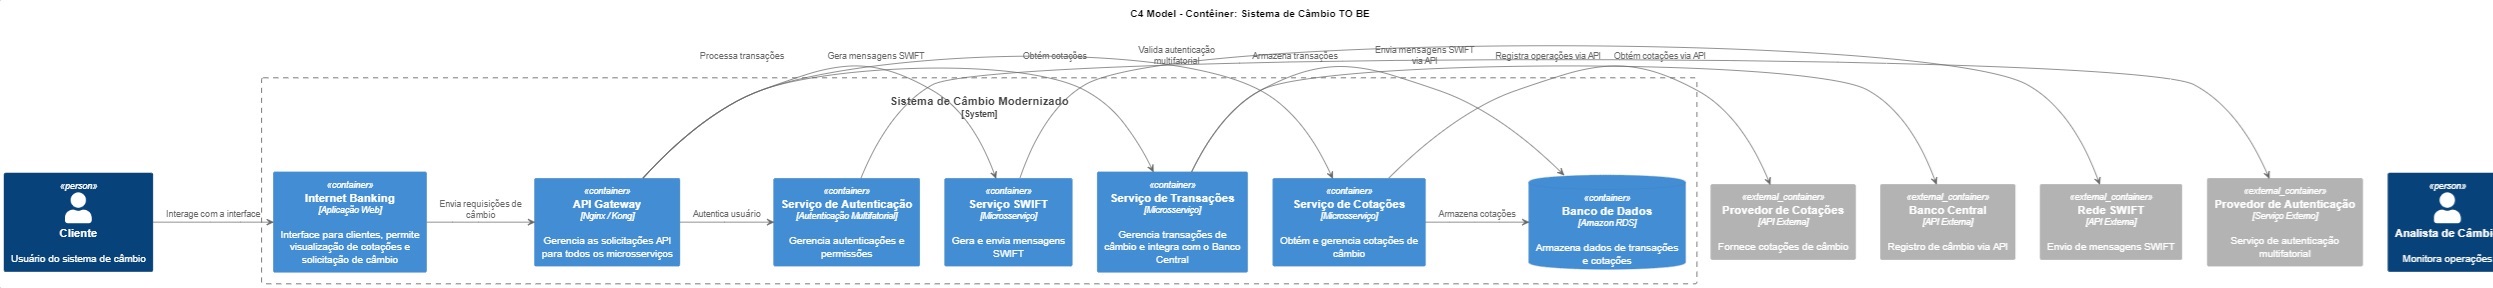 C4 Model - Contêiner: Sistema de Câmbio TO BE
Processa transações
Gera mensagens SWIFT
Obtém cotações
Valida autenticação
multifatorial
Armazena transações
Envia mensagens SWIFT
via API
Registra operações via API
Obtém cotações via API
Sistema de Câmbio Modernizado
[System]
«person»
Cliente
Usuário do sistema de câmbio
Interage com a interface
«container»
Internet Banking
[Aplicação Web]
Interface para clientes, permite
visualização de cotações e
solicitação de câmbio
Envia requisições de
câmbio
«container»
API Gateway
[Nginx / Kong]
Gerencia as solicitações API
para todos os microsserviços
Autentica usuário
«container»
Serviço de Autenticação
[Autenticação Multifatorial]
Gerencia autenticações e
permissões
«container»
Serviço SWIFT
[Microsserviço]
Gera e envia mensagens
SWIFT
«container»
Serviço de Transações
[Microsserviço]
Gerencia transações de
câmbio e integra com o Banco
Central
«container»
Serviço de Cotações
[Microsserviço]
Obtém e gerencia cotações de
câmbio
Armazena cotações
«container»
Banco de Dados
[Amazon RDS]
Armazena dados de transações
e cotações
«external_container»
Provedor de Cotações
[API Externa]
Fornece cotações de câmbio
«external_container»
Banco Central
[API Externa]
Registro de câmbio via API
«external_container»
Rede SWIFT
[API Externa]
Envio de mensagens SWIFT
«external_container»
Provedor de Autenticação
[Serviço Externo]
Serviço de autenticação
multifatorial
«person»
Analista de Câmbi
Monitora operações